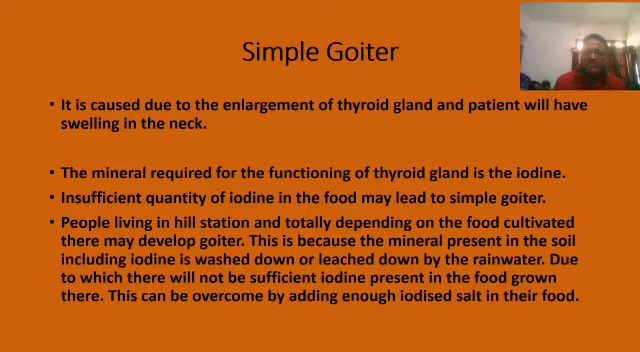 Simple Goiter
• It is caused due to the enlargement of thyroid gland and patient will have
swelling in the neck.
• The mineral required for the functioning of thyroid gland is the iodine.
• Insufficient quantity of iodine in the food may lead to simple goiter.
• People living in hill station and totally depending on the food cultivated
there may develop goiter. This is because the mineral present in the soil
including iodine is washed down or leached down by the rainwater. Due
to which there will not be sufficient iodine present in the food grown
there. This can be overcome by adding enough iodised salt in their food.